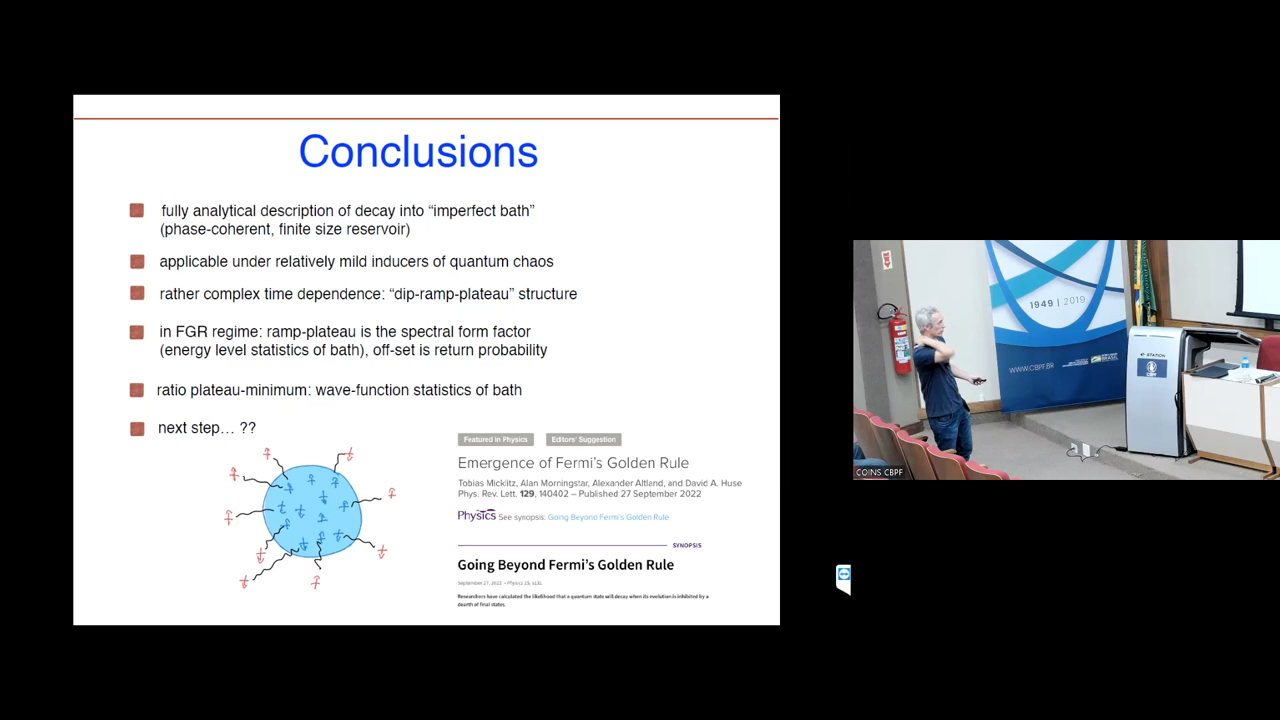 Conclusions
fully analytical description of decay into “imperfect bath”
(phase-coherent, finite size reservoir)
applicable under relatively mild inducers of quantum chaos
rather complex time dependence: “dip-ramp-plateau” structure
in FGR regime: ramp-plateau is the spectral form factor
(energy level statistics of bath), off-set is return probability
ratio plateau-minimum: wave-function statistics of bath
next step... ??
Featured in Physics
Editors' Suggestion
Emergence of Fermi's Golden Rule
Tobias Micklitz, Alan Morningstar, Alexander Altland, and David A. Huse
Phys. Rev. Lett. 129, 140402 – Published 27 September 2022
Physics See synopsis: Going Beyond Fermi's Golden Rule
SYNOPSIS
Going Beyond Fermi's Golden Rule
Researchers have calculated the likelihood that a quantum state will decay when its evolution is inhibited by a
dearth of final states.
1949 | 2019
WWW.CBPF.BR
BRASIL
e-STATION
CBPF
COINS CBPF